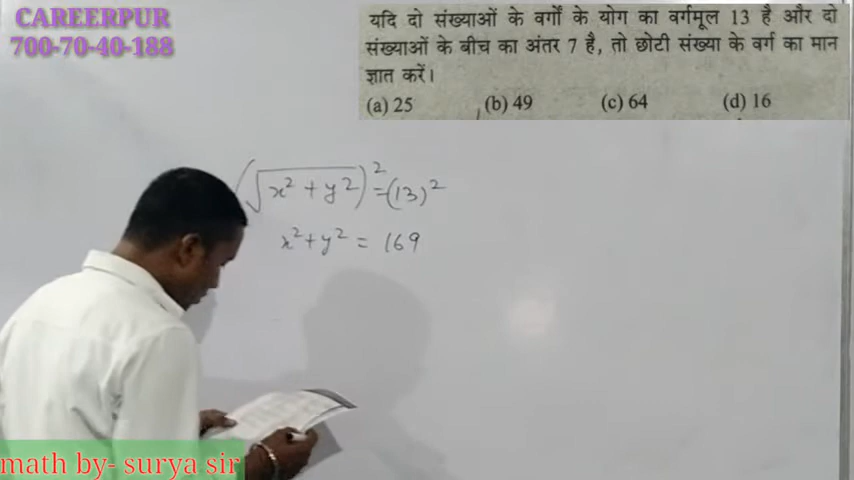 CAREERPUR
700-70-40-188
यदि दो संख्याओं के वर्गों के योग का वर्गमूल 13 है और दो
संख्याओं के बीच का अंतर 7 है, तो छोटी संख्या के वर्ग का मान
ज्ञात करें।
(a) 25 (b) 49 (c) 64 (d) 16
(√x² + y²)² = (13)²
x² + y² = 169
math by- surya sir